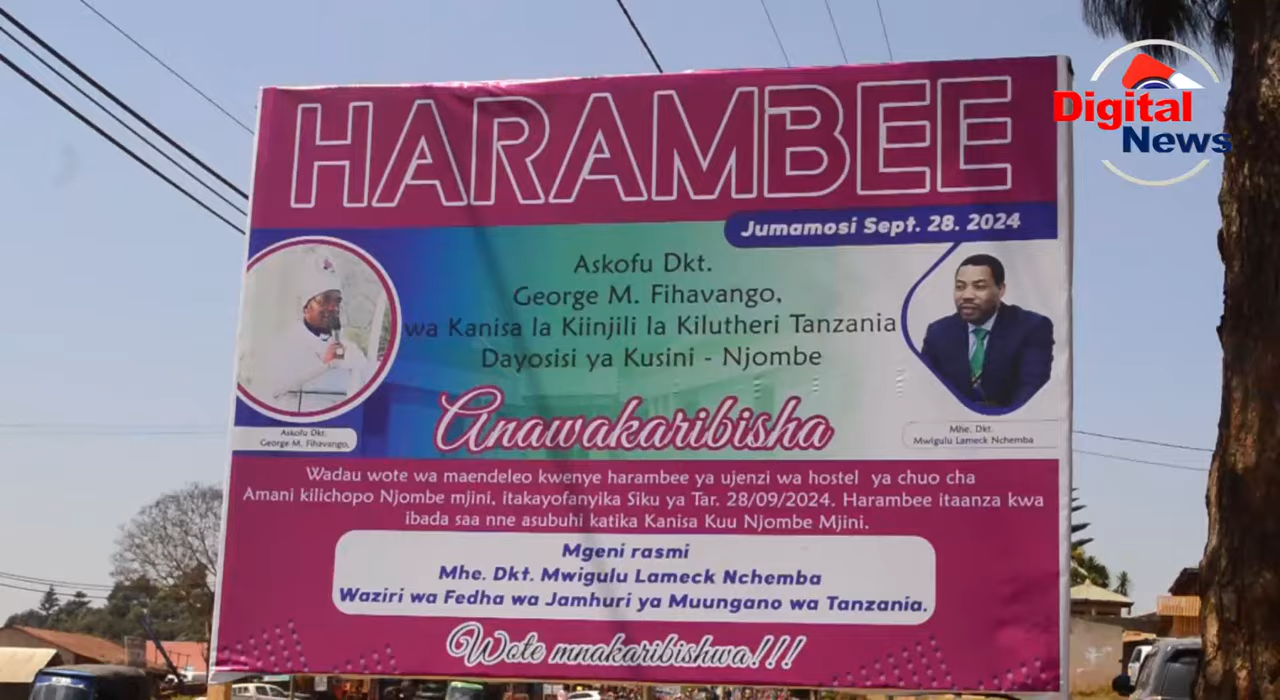 HARAMBEE
Digital
News
Jumamosi Sept. 28. 2024
Askofu Dkt.
George M. Fihavango,
wa Kanisa la Kiinjili la Kilutheri Tanzania
Dayosisi ya Kusini - Njombe
Anawakaribisha
Askofu Dkt.
George M. Fihavango,
Mhe. Dkt.
Mwigulu Lameck Nchemba
Wadau wote wa maendeleo kwenye harambee ya ujenzi wa hostel ya chuo cha
Amani kilichopo Njombe mjini, itakayofanyika Siku ya Tar. 28/09/2024. Harambee itaanza kwa
ibada saa nne asubuhi katika Kanisa Kuu Njombe Mjini.
Mgeni rasmi
Mhe. Dkt. Mwigulu Lameck Nchemba
Waziri wa Fedha wa Jamhuri ya Muungano wa Tanzania.
Wote mnakaribishwa!!!